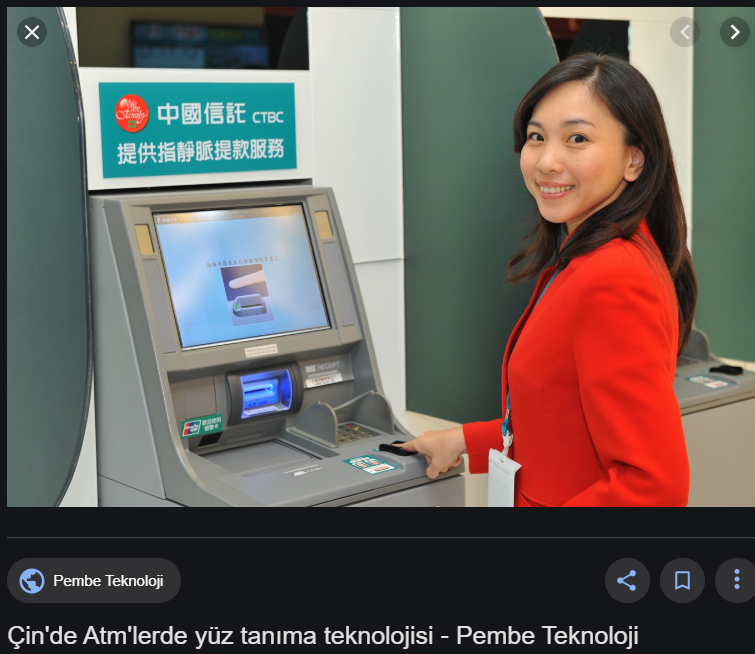 We are Family
中國信託 CTBC
提供指靜脈提款服務
RECEIPT
Pembe Teknoloji
Çin'de Atm'lerde yüz tanıma teknolojisi - Pembe Teknoloji